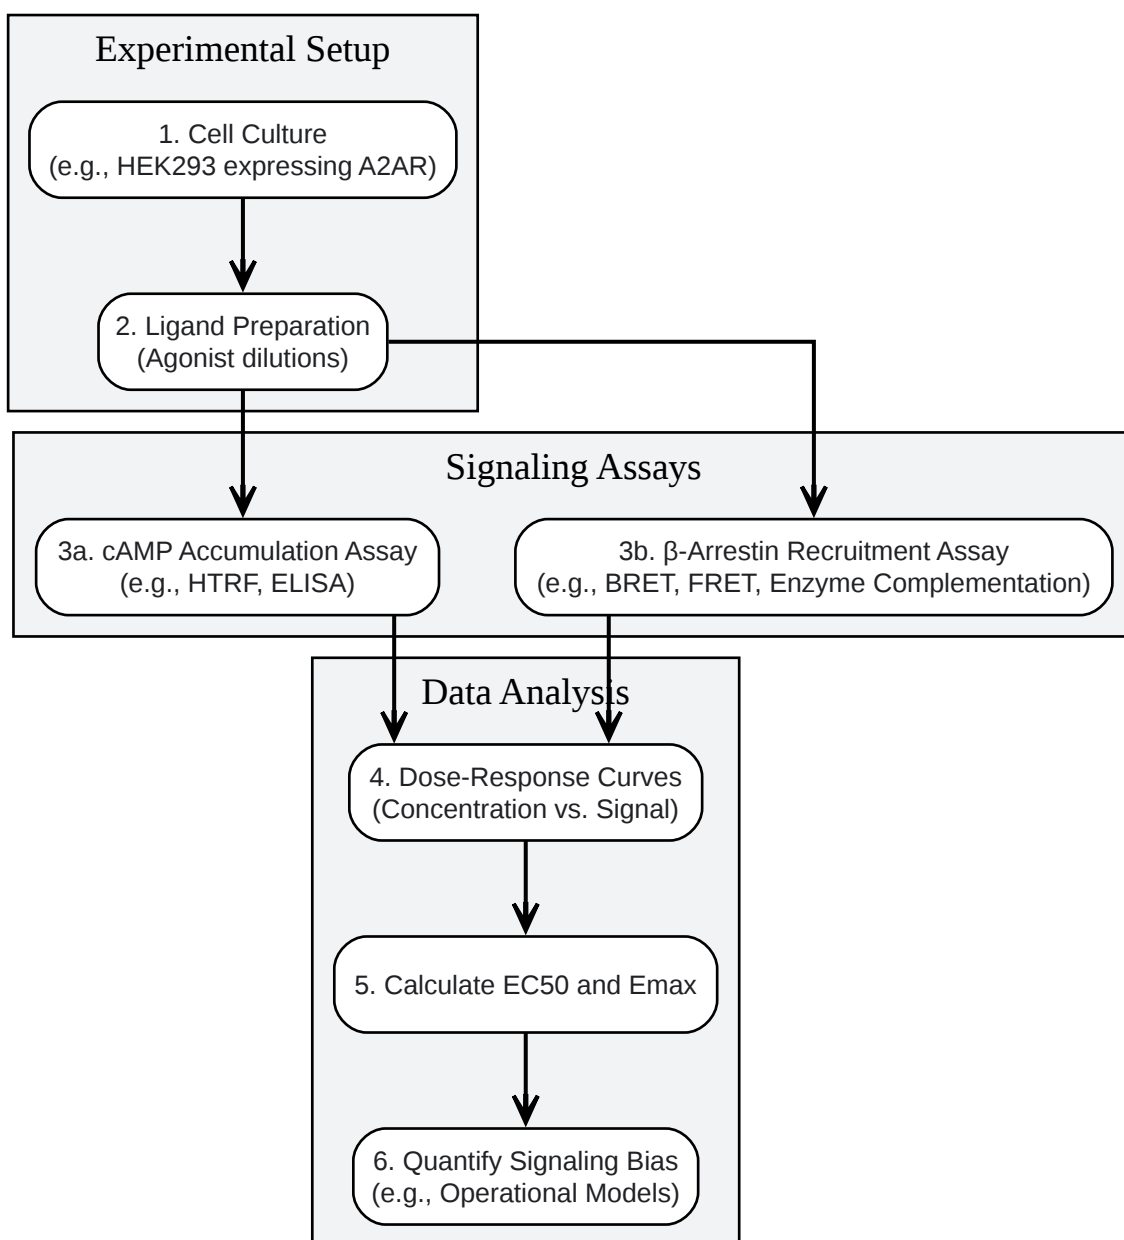 Experimental Setup
1. Cell Culture
(e.g., HEK293 expressing A2AR)
2. Ligand Preparation
(Agonist dilutions)
Signaling Assays
3a. cAMP Accumulation Assay
(e.g., HTRF, ELISA)
3b. β-Arrestin Recruitment Assay
(e.g., BRET, FRET, Enzyme Complementation)
Data Analysis
4. Dose-Response Curves
(Concentration vs. Signal)
5. Calculate EC50 and Emax
6. Quantify Signaling Bias
(e.g., Operational Models)